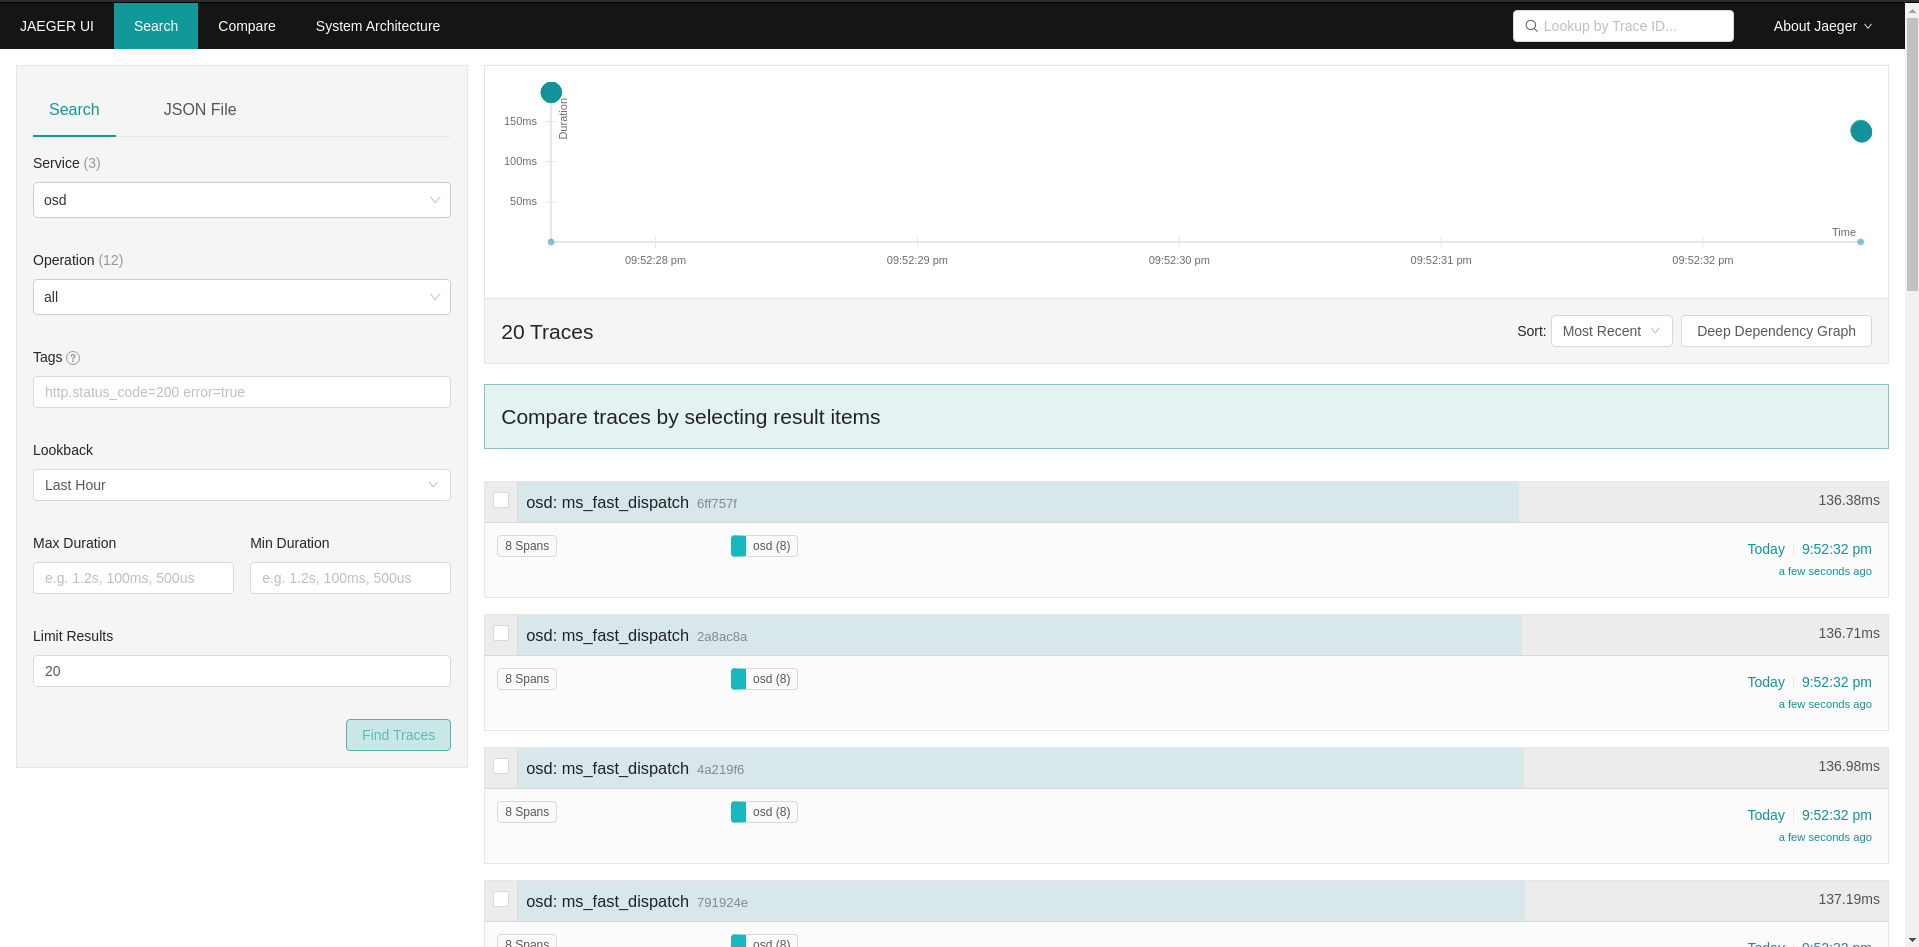 JAEGER UI
Search
Compare
System Architecture
Lookup by Trace ID...
About Jaeger
Search
JSON File
Service (3)
osd
Operation (12)
all
Tags ?
http.status_code=200 error=true
Lookback
Last Hour
Max Duration
Min Duration
e.g. 1.2s, 100ms, 500us
e.g. 1.2s, 100ms, 500us
Limit Results
20
Find Traces
Duration
150ms
100ms
50ms
Time
09:52:28 pm
09:52:29 pm
09:52:30 pm
09:52:31 pm
09:52:32 pm
20 Traces
Sort:
Most Recent
Deep Dependency Graph
Compare traces by selecting result items
osd: ms_fast_dispatch 6ff757f
136.38ms
8 Spans
osd (8)
Today
9:52:32 pm
a few seconds ago
osd: ms_fast_dispatch 2a8ac8a
136.71ms
8 Spans
osd (8)
Today
9:52:32 pm
a few seconds ago
osd: ms_fast_dispatch 4a219f6
136.98ms
8 Spans
osd (8)
Today
9:52:32 pm
a few seconds ago
osd: ms_fast_dispatch 791924e
137.19ms
8 Spans
osd (8)
Today
9:52:32 pm